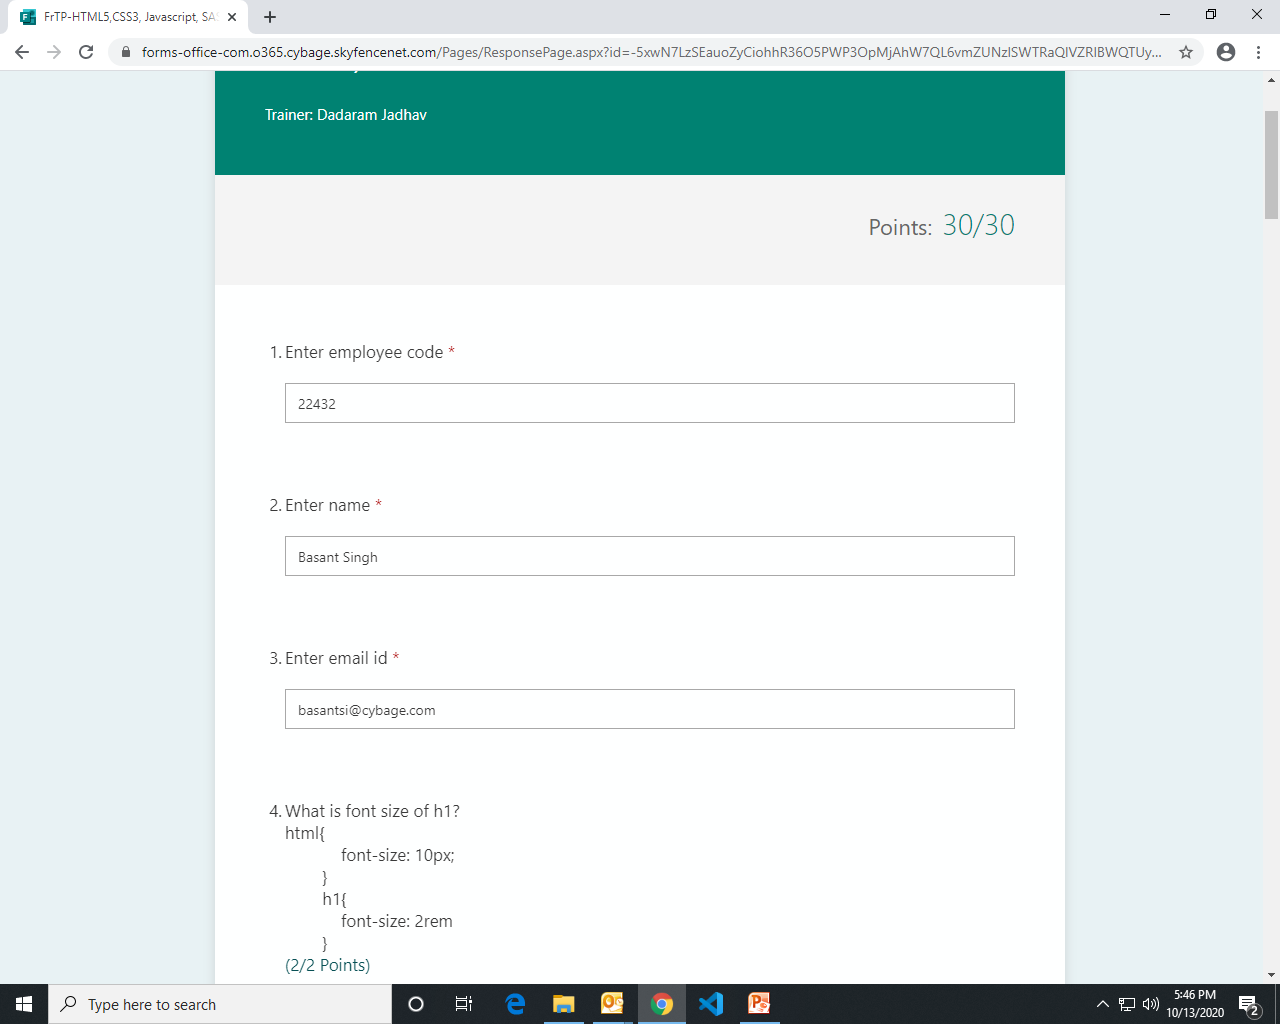 FrTP-HTML5,CSS3, Javascript, SAS
forms-office-com.o365.cybage.skyfencenet.com/Pages/ResponsePage.aspx?id=-5xwN7LzSEauoZyCiohhR36O5PWP3OpMjAhW7QL6vmZUNzlSWTRaQlVZRlBWQTUy...
Trainer: Dadaram Jadhav
Points: 30/30
1. Enter employee code *
22432
2. Enter name *
Basant Singh
3. Enter email id *
basantsi@cybage.com
4. What is font size of h1?
html{
font-size: 10px;
}
h1{
font-size: 2rem
}
(2/2 Points)
Type here to search
5:46 PM
10/13/2020
2